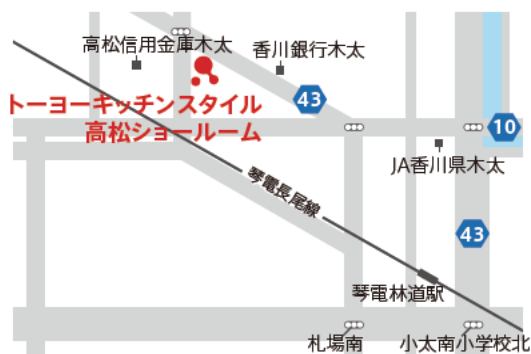 高松信用金庫木太
香川銀行木太
トーヨーキッチンスタイル
高松ショールーム
43
10
JA香川県木太
琴電長尾線
43
琴電林道駅
札場南
小太南小学校北